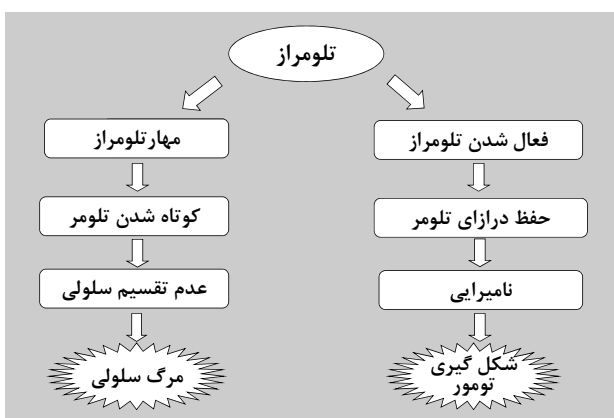 تلومراز
فعال شدن تلومراز
حفظ درازای تلومر
نامیرایی
شکل گیری
تومور
مهارتلومراز
کوتاه شدن تلومر
عدم تقسیم سلولی
مرگ سلولی